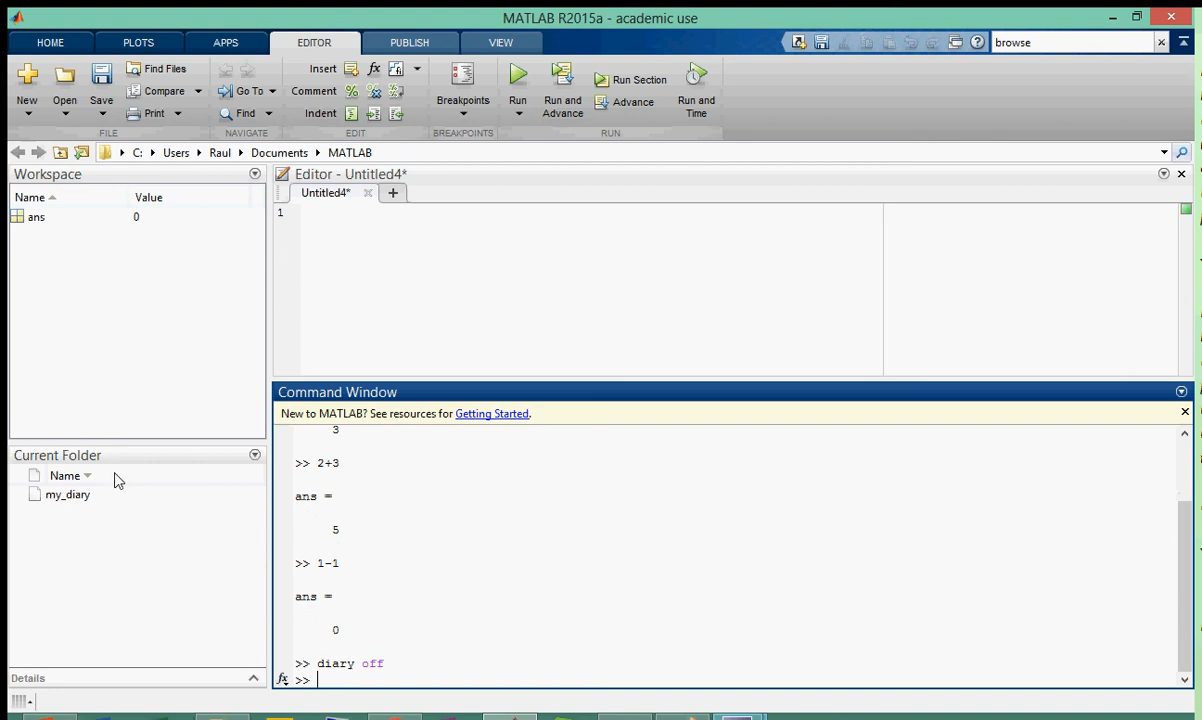 MATLAB R2015a - academic use
HOME PLOTS APPS EDITOR PUBLISH VIEW browse
New Open Save Find Files Compare Print Go To Find Insert Comment Indent Breakpoints Run Run and Advance Run Section Advance Run and Time
FILE NAVIGATE EDIT BREAKPOINTS RUN
C: Users Raul Documents MATLAB
Workspace
Name Value
ans 0
Editor - Untitled4*
Untitled4*
1
Command Window
New to MATLAB? See resources for Getting Started.
3
>> 2+3
ans =
5
>> 1-1
ans =
0
>> diary off
fx >>
Current Folder
Name
my_diary
Details